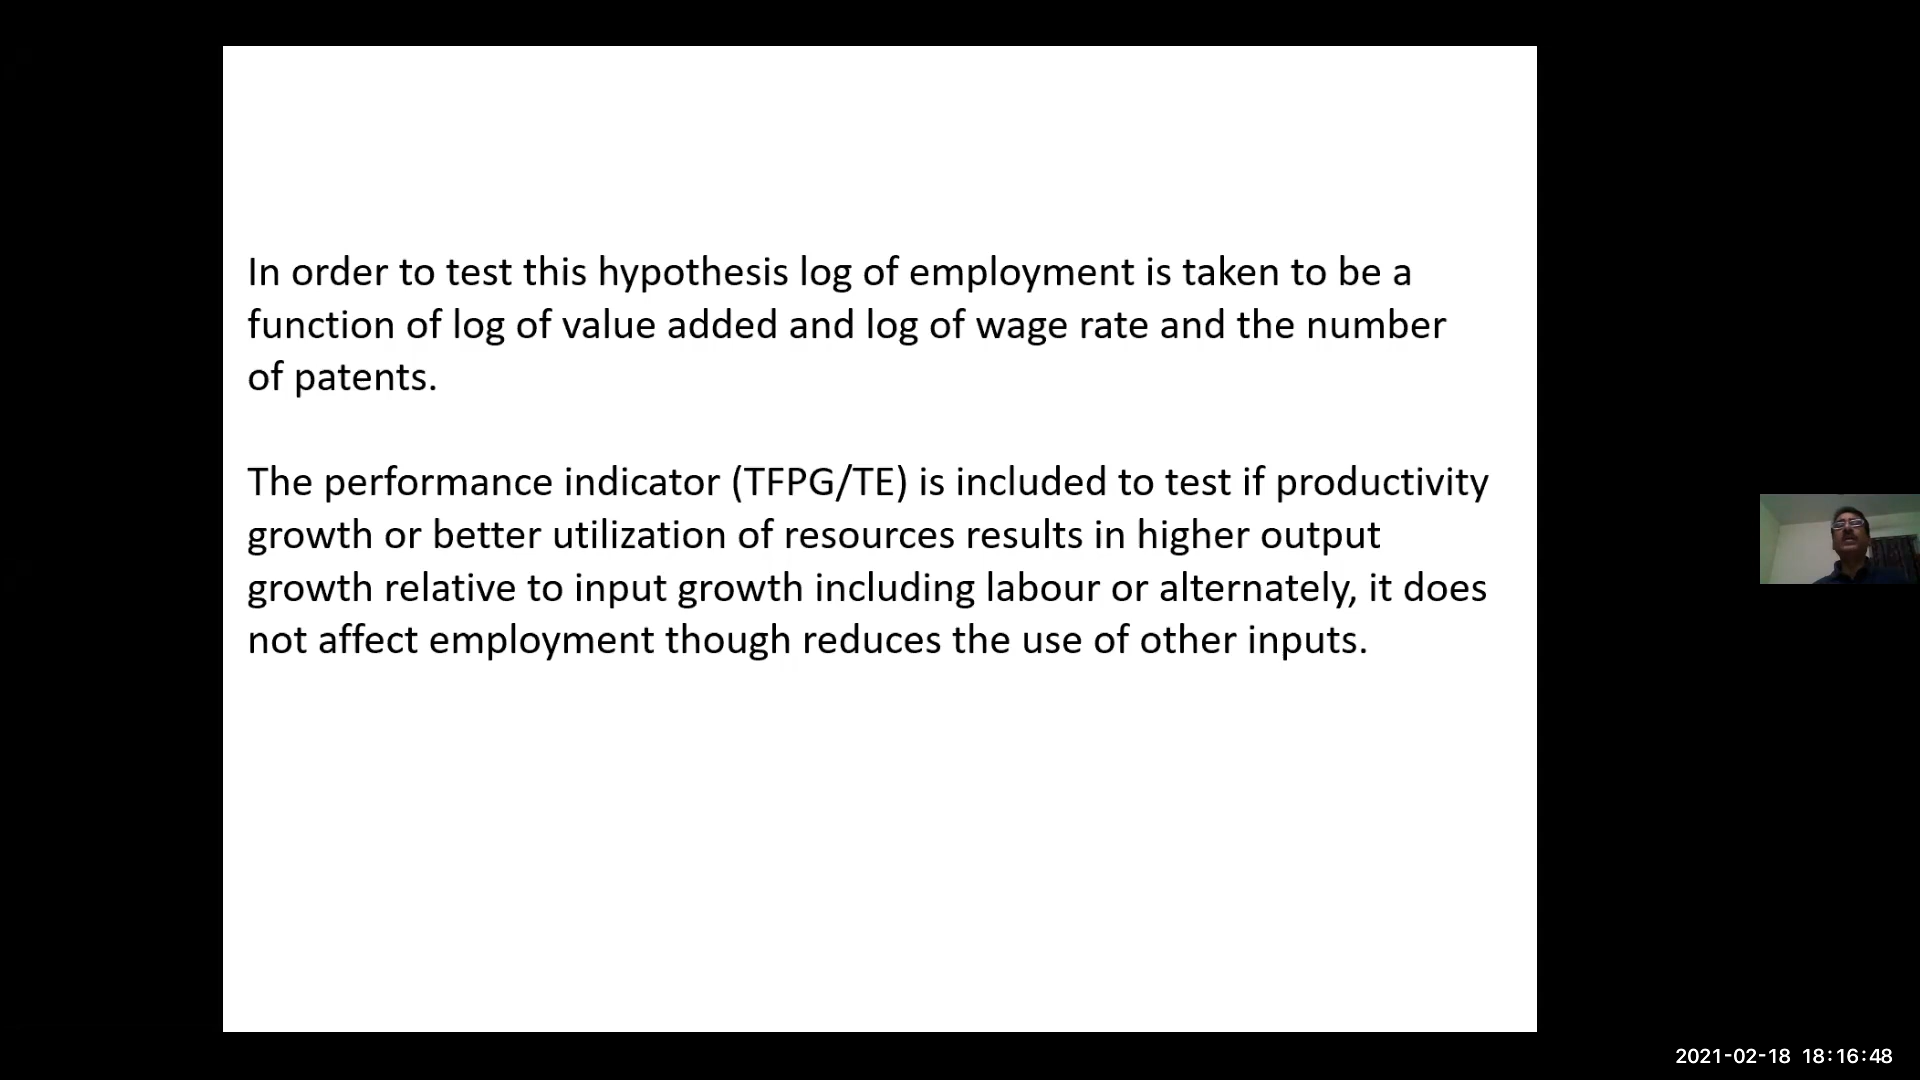 In order to test this hypothesis log of employment is taken to be a
function of log of value added and log of wage rate and the number
of patents.
The performance indicator (TFPG/TE) is included to test if productivity
growth or better utilization of resources results in higher output
growth relative to input growth including labour or alternately, it does
not affect employment though reduces the use of other inputs.
2021-02-18 18:16:48